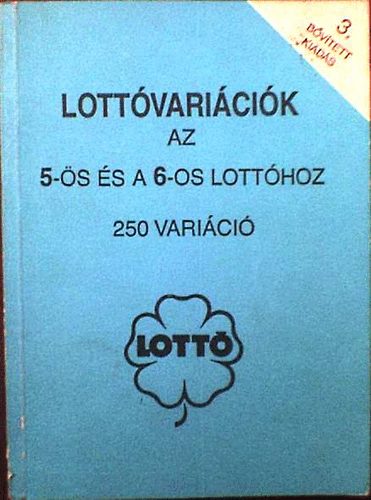 3.
BŐVÍTETT
KIADÁS
LOTTÓVARIÁCIÓK
AZ
5-ÖS ÉS A 6-OS LOTTÓHOZ
250 VARIÁCIÓ
LOTTÓ